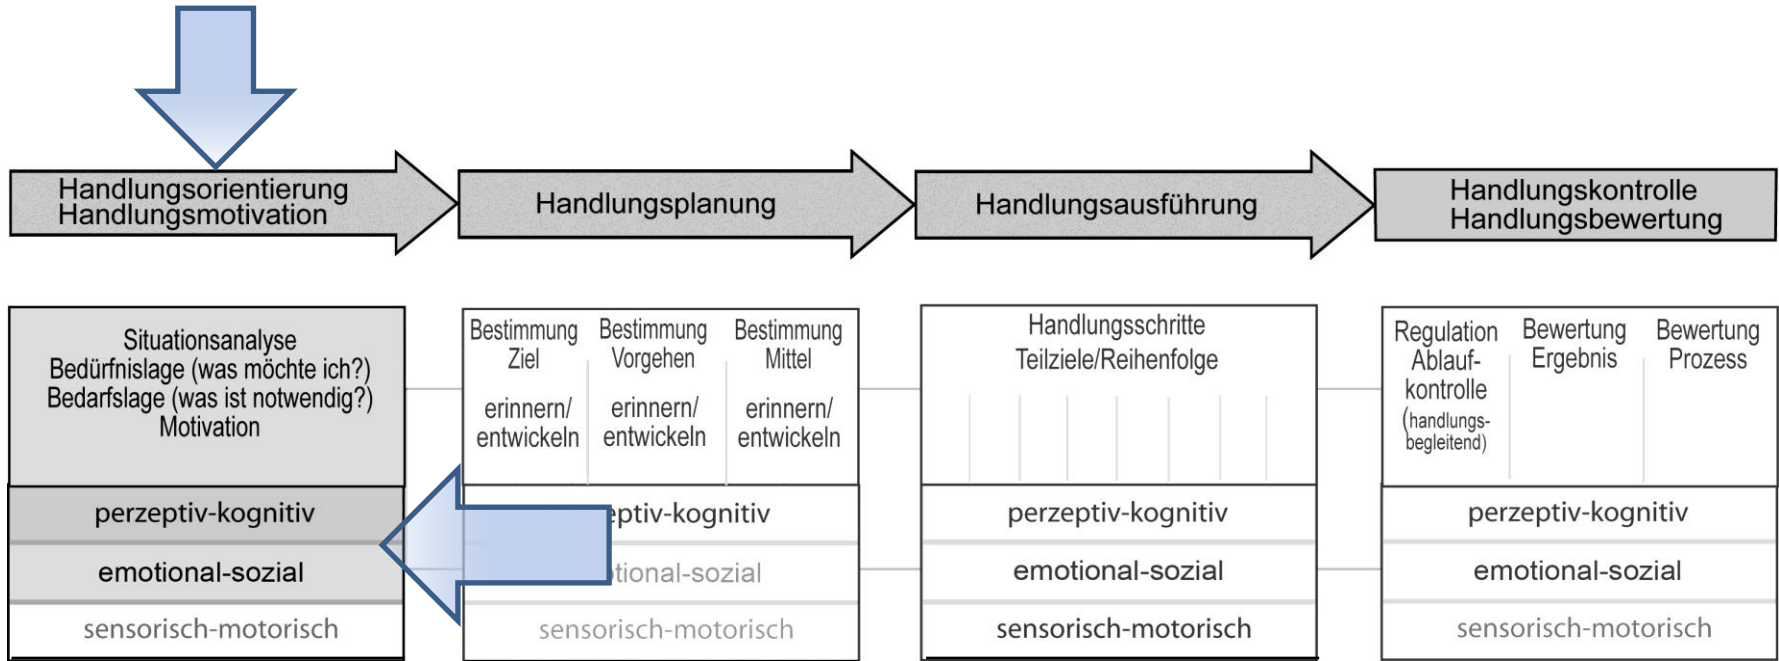 Handlungsorientierung
Handlungsmotivation
Handlungsplanung
Handlungsausführung
Handlungskontrolle
Handlungsbewertung
Situationsanalyse
Bedürfnislage (was möchte ich?)
Bedarfslage (was ist notwendig?)
Motivation
perzeptiv-kognitiv
emotional-sozial
sensorisch-motorisch
Bestimmung
Ziel
erinnern/
entwickeln
Bestimmung
Vorgehen
erinnern/
entwickeln
Bestimmung
Mittel
erinnern/
entwickeln
eptiv-kognitiv
otional-sozial
sensorisch-motorisch
Handlungsschritte
Teilziele/Reihenfolge
perzeptiv-kognitiv
emotional-sozial
sensorisch-motorisch
Regulation
Ablauf-
kontrolle
(handlungs-
begleitend)
Bewertung
Ergebnis
Bewertung
Prozess
perzeptiv-kognitiv
emotional-sozial
sensorisch-motorisch